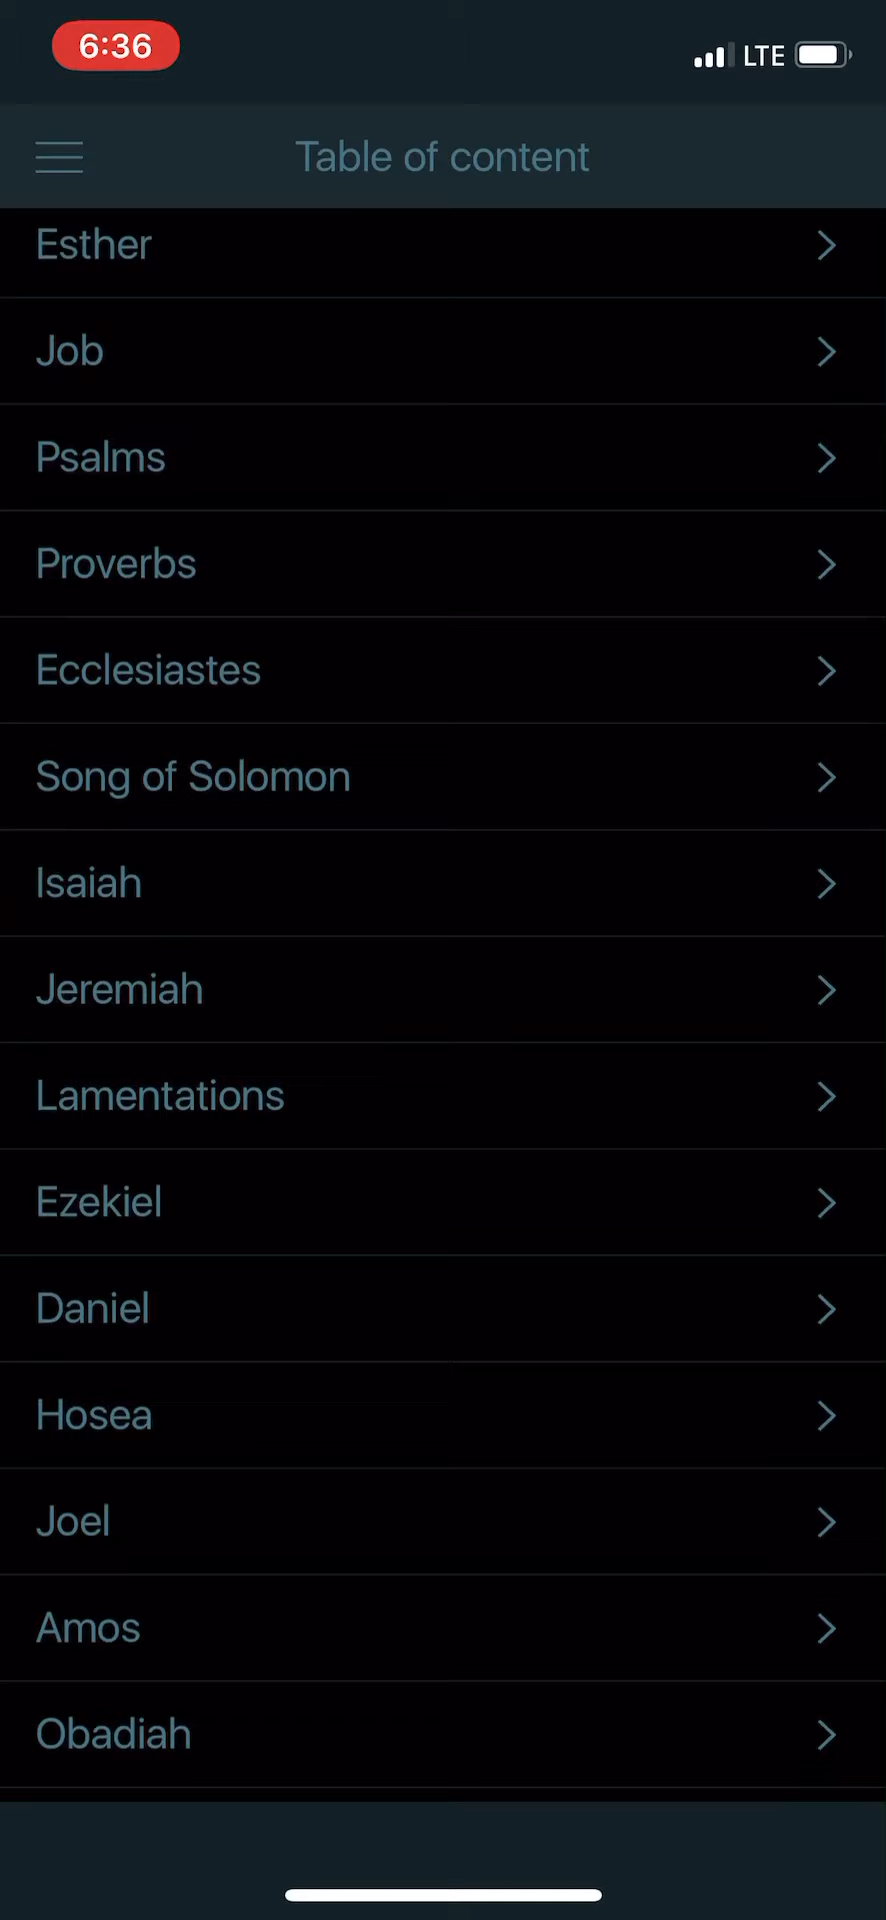 6:36
LTE
Table of content
Esther
Job
Psalms
Proverbs
Ecclesiastes
Song of Solomon
Isaiah
Jeremiah
Lamentations
Ezekiel
Daniel
Hosea
Joel
Amos
Obadiah